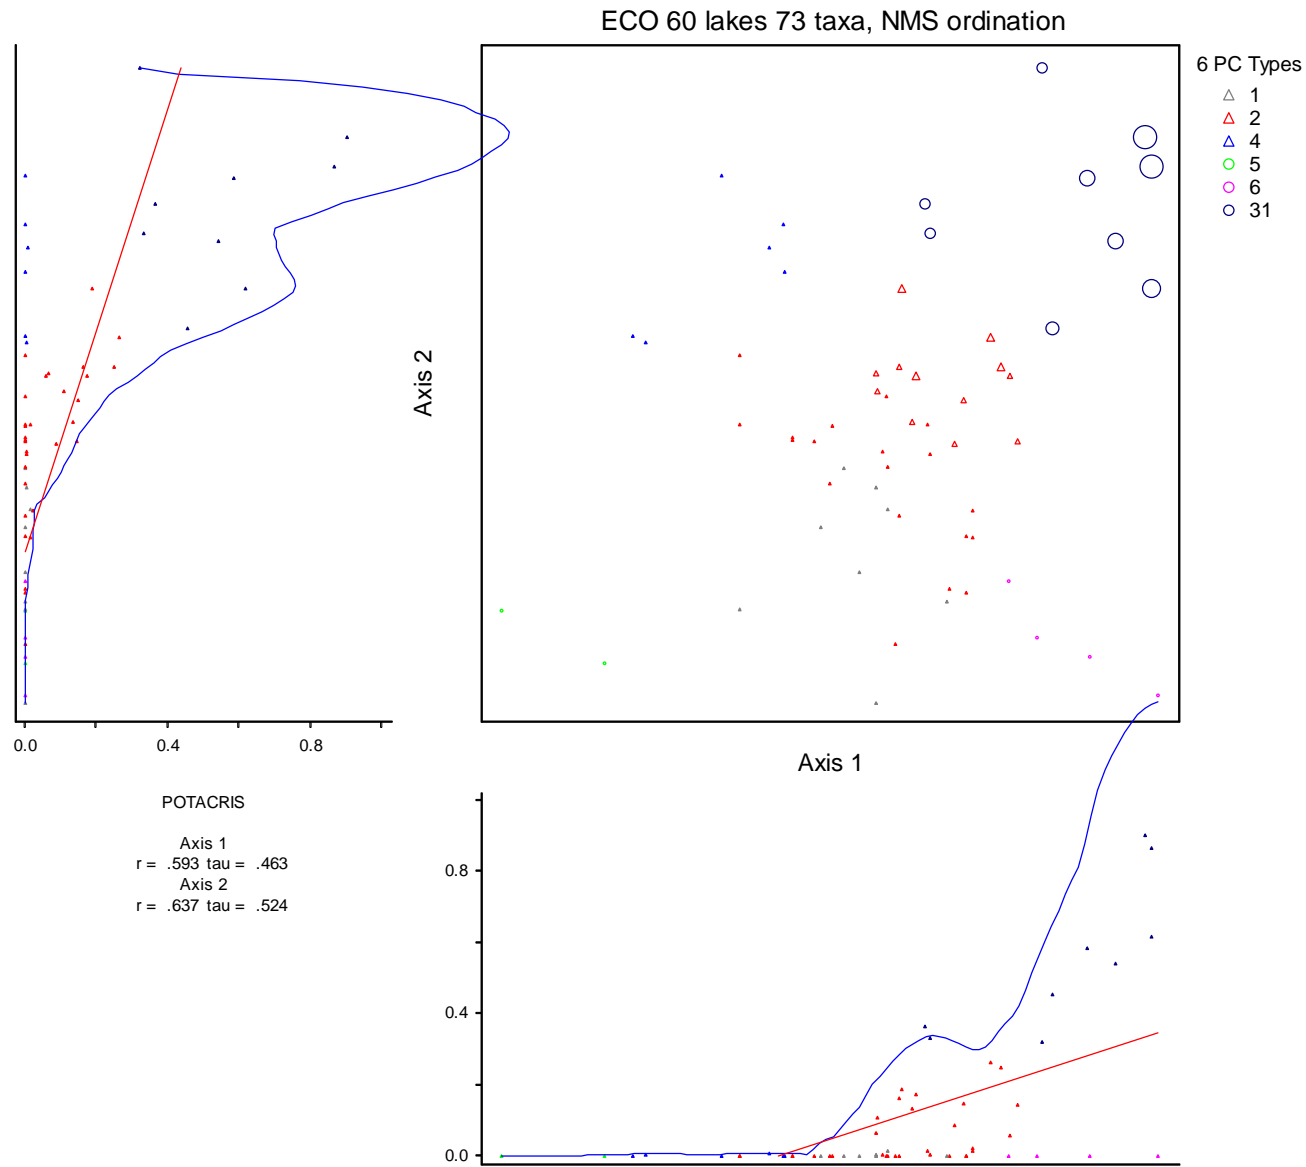 ECO 60 lakes 73 taxa, NMS ordination
6 PC Types
1
2
4
5
6
31
Axis 2
0.0 0.4 0.8
Axis 1
POTACRIS
Axis 1
r = .593 tau = .463
Axis 2
r = .637 tau = .524
0.8
0.4
0.0